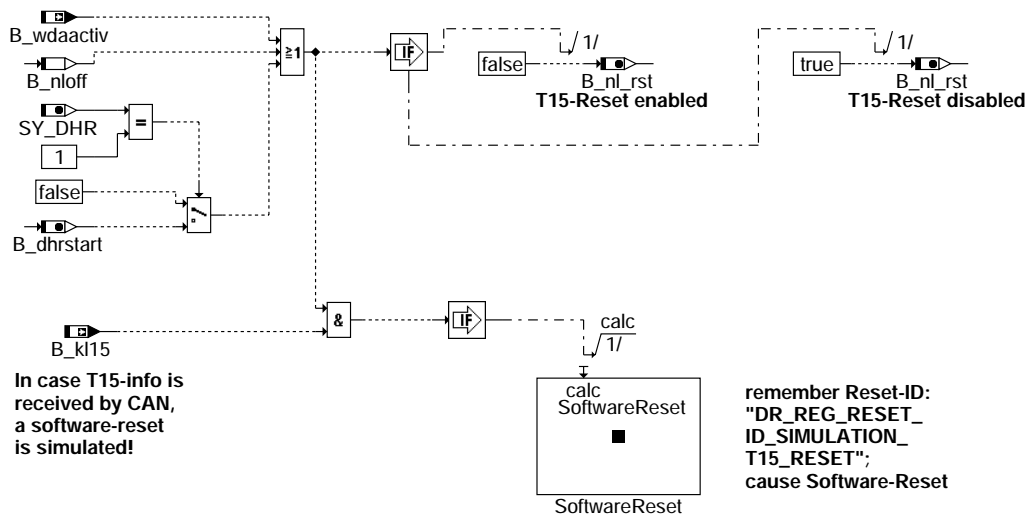 B_wdaactiv
B_nloff
SY_DHR
=
1
false
B_dhrstart
≥1
IF
1/
false
B_nl_rst
T15-Reset enabled
1/
true
B_nl_rst
T15-Reset disabled
B_kl15
&
IF
calc
1/
In case T15-info is
received by CAN,
a software-reset
is simulated!
calc
SoftwareReset
SoftwareReset
remember Reset-ID:
"DR_REG_RESET_
ID_SIMULATION_
T15_RESET";
cause Software-Reset